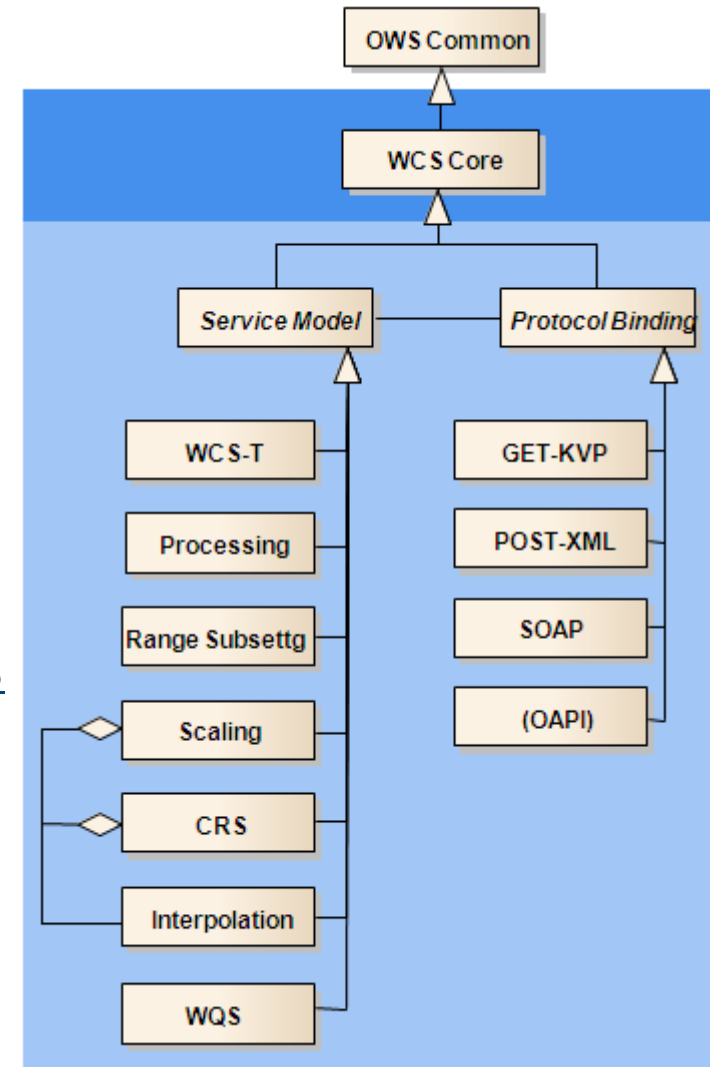 OWS Common
WCS Core
Service Model
Protocol Binding
WCS-T
GET-KVP
Processing
POST-XML
Range Subsettg
SOAP
Scaling
(OAPI)
CRS
Interpolation
WQS